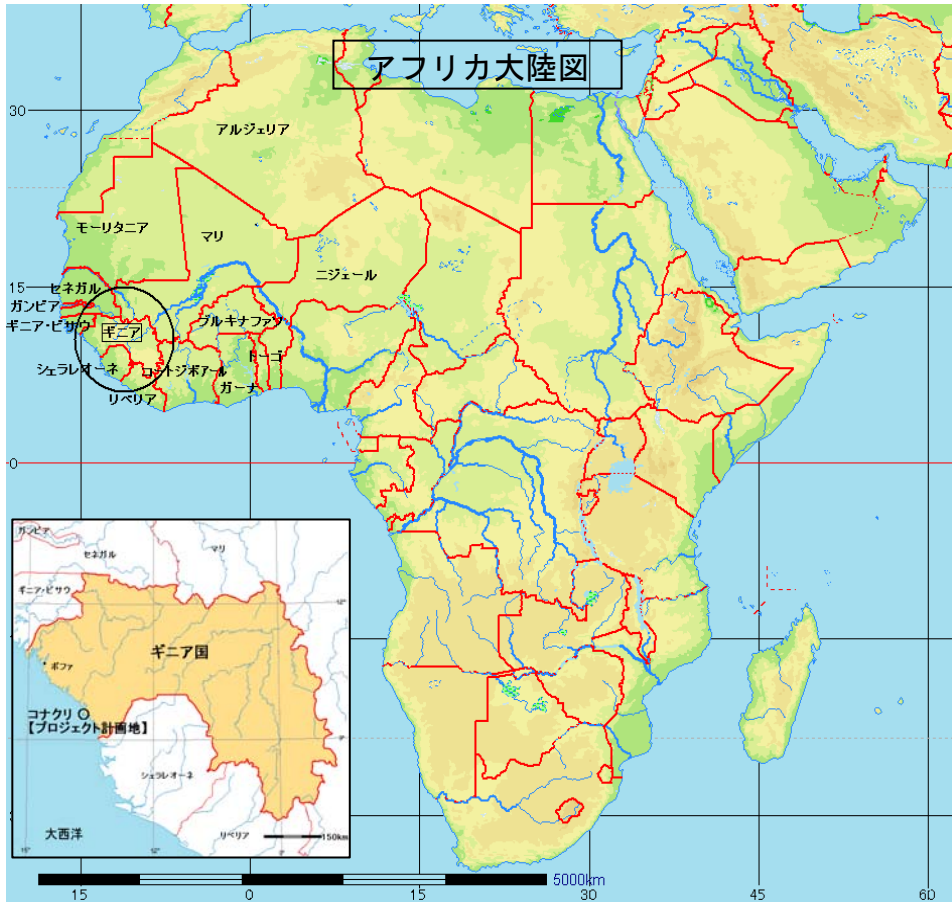 アフリカ大陸図
30
アルジェリア
モーリタニア
マリ
ニジェール
15
セネガル
ガンビア
ギニア・ビサウ
ギニア
ブルキナファソ
シェラレオーネ
コートジボアール
トーゴ
ガーナ
リベリア
0
ガンビア
セネガル
マリ
ギニア・ビサウ
12°
ギニア国
ボファ
コナクリ
【プロジェクト計画地】
9°
シェラレオーネ
大西洋
リベリア
150km
15°
12°
9°
5000km
15
0
15
30
45
60